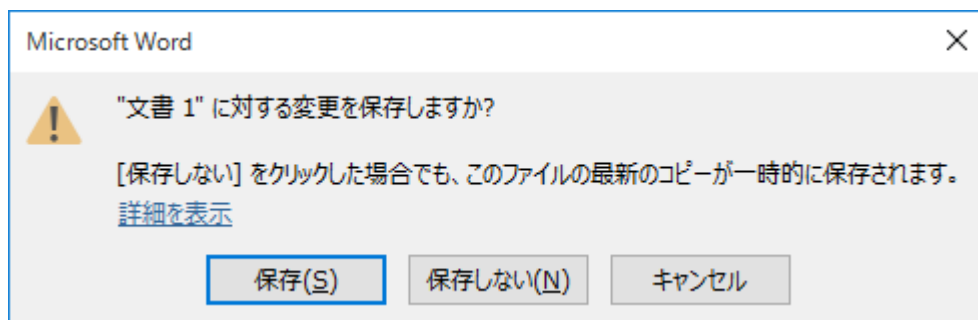 Microsoft Word
"文書 1" に対する変更を保存しますか?
[保存しない] をクリックした場合でも、このファイルの最新のコピーが一時的に保存されます。
詳細を表示
保存(S) 保存しない(N) キャンセル